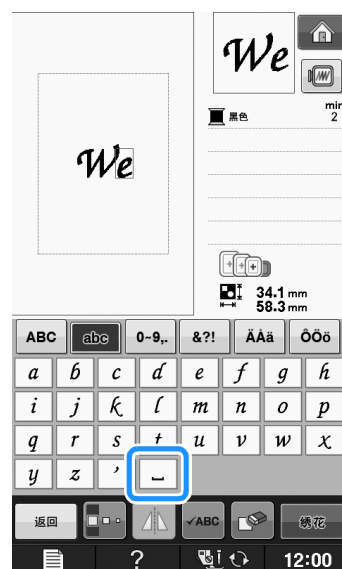 We
We
黑色
min
2
34.1 mm
58.3 mm
ABC abc 0~9,. &?! ÄÅä ÔÖö
a b c d e f g h
i j k l m n o p
q r s t u v w x
y z ' ␣
返回 ✓ABC 绣花
? 12:00